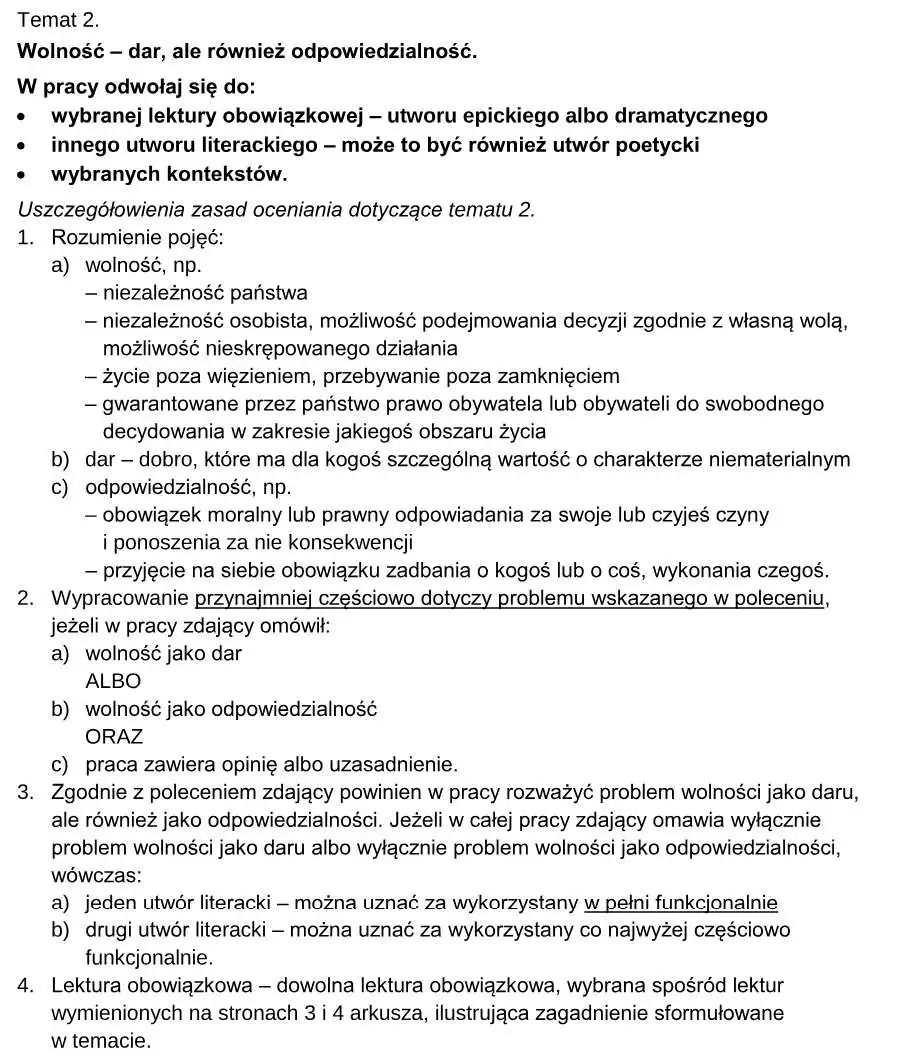 Temat 2.
Wolność – dar, ale również odpowiedzialność.
W pracy odwołaj się do:
• wybranej lektury obowiązkowej – utworu epickiego albo dramatycznego
• innego utworu literackiego – może to być również utwór poetycki
• wybranych kontekstów.
Uszczegółowienia zasad oceniania dotyczące tematu 2.
1. Rozumienie pojęć:
a) wolność, np.
– niezależność państwa
– niezależność osobista, możliwość podejmowania decyzji zgodnie z własną wolą,
możliwość nieskrępowanego działania
– życie poza więzieniem, przebywanie poza zamknięciem
– gwarantowane przez państwo prawo obywatela lub obywateli do swobodnego
decydowania w zakresie jakiegoś obszaru życia
b) dar – dobro, które ma dla kogoś szczególną wartość o charakterze niematerialnym
c) odpowiedzialność, np.
– obowiązek moralny lub prawny odpowiadania za swoje lub czyjeś czyny
i ponoszenia za nie konsekwencji
– przyjęcie na siebie obowiązku zadbania o kogoś lub o coś, wykonania czegoś.
2. Wypracowanie przynajmniej częściowo dotyczy problemu wskazanego w poleceniu,
jeżeli w pracy zdający omówił:
a) wolność jako dar
ALBO
b) wolność jako odpowiedzialność
ORAZ
c) praca zawiera opinię albo uzasadnienie.
3. Zgodnie z poleceniem zdający powinien w pracy rozważyć problem wolności jako daru,
ale również jako odpowiedzialności. Jeżeli w całej pracy zdający omawia wyłącznie
problem wolności jako daru albo wyłącznie problem wolności jako odpowiedzialności,
wówczas:
a) jeden utwór literacki – można uznać za wykorzystany w pełni funkcjonalnie
b) drugi utwór literacki – można uznać za wykorzystany co najwyżej częściowo
funkcjonalnie.
4. Lektura obowiązkowa – dowolna lektura obowiązkowa, wybrana spośród lektur
wymienionych na stronach 3 i 4 arkusza, ilustrująca zagadnienie sformułowane
w temacie.